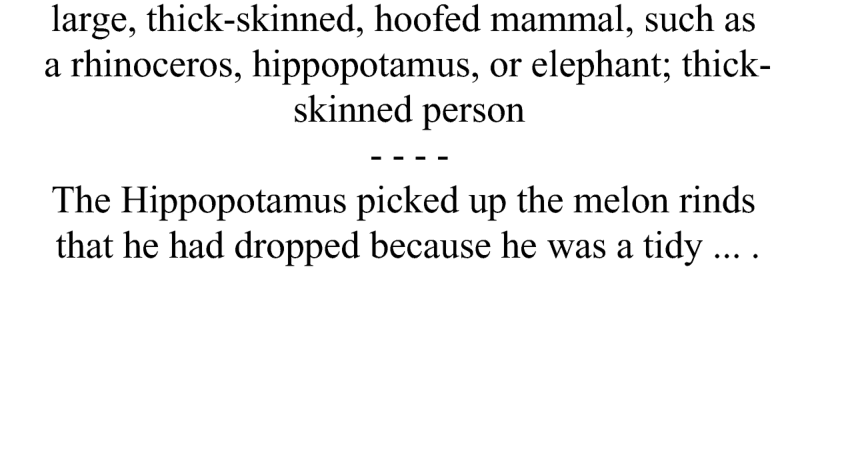 large, thick-skinned, hoofed mammal, such as
a rhinoceros, hippopotamus, or elephant; thick-
skinned person
- - - -
The Hippopotamus picked up the melon rinds
that he had dropped because he was a tidy ... .